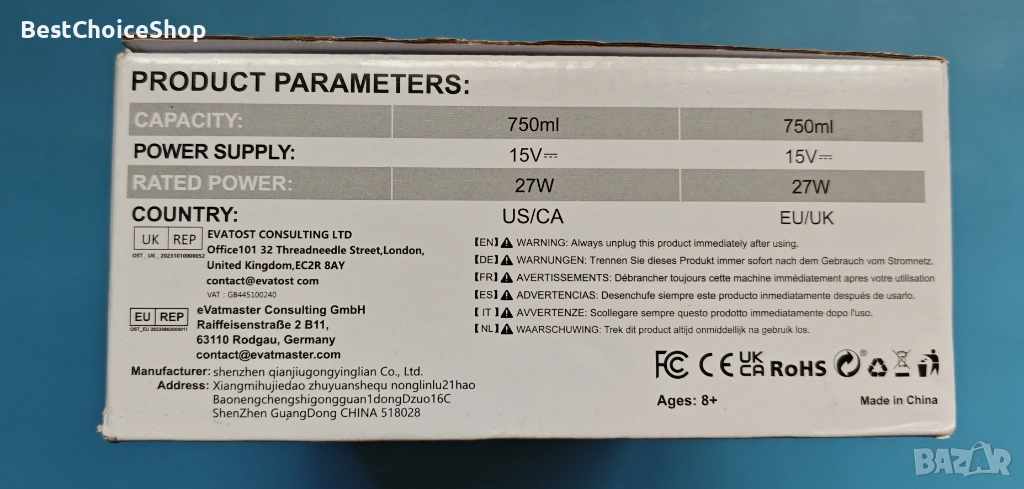 BestChoiceShop
PRODUCT PARAMETERS:
CAPACITY: 750ml 750ml
POWER SUPPLY: 15V⎓ 15V⎓
RATED POWER: 27W 27W
COUNTRY: US/CA EU/UK
UK REP
OST_UK_20231010000052
EVATOST CONSULTING LTD
Office101 32 Threadneedle Street,London,
United Kingdom,EC2R 8AY
contact@evatost com
VAT : GB445100240
EU REP
eVatmaster Consulting GmbH
Raiffeisenstraße 2 B11,
63110 Rodgau, Germany
contact@evatmaster.com
Manufacturer: shenzhen qianjiugongyinglian Co., Ltd.
Address: Xiangmihujiedao zhuyuanshequ nonglinlu21hao
Baonengchengshigongguan1dongDzuo16C
ShenZhen GuangDong CHINA 518028
[EN] WARNING: Always unplug this product immediately after using.
[DE] WARNUNGEN: Trennen Sie dieses Produkt immer sofort nach dem Gebrauch vom Stromnetz.
[FR] AVERTISSEMENTS: Débrancher toujours cette machine immédiatement apres votre utilisation
[ES] ADVERTENCIAS: Desenchufe siempre este producto inmediatamente después de usarlo.
[IT] AVVERTENZE: Scollegare sempre questo prodotto immediatamente dopo l'uso.
[NL] WAARSCHUWING: Trek dit product altijd onmiddellijk na gebruik los.
FC CE UK CA RoHS
Ages: 8+
Made in China
BAZAR